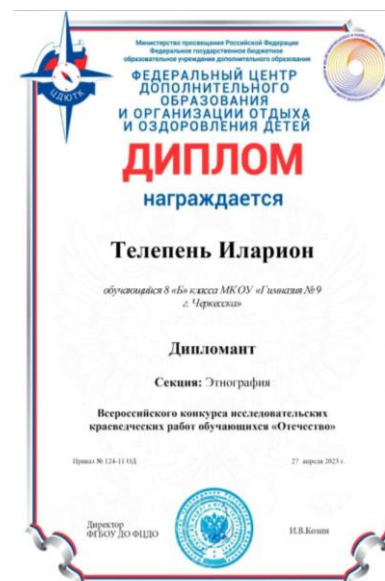 Министерство просвещения Российской Федерации
Федеральное государственное бюджетное
образовательное учреждение дополнительного образования
ФЕДЕРАЛЬНЫЙ ЦЕНТР
ДОПОЛНИТЕЛЬНОГО
ОБРАЗОВАНИЯ
И ОРГАНИЗАЦИИ ОТДЫХА
И ОЗДОРОВЛЕНИЯ ДЕТЕЙ
ЦДЮТК
ДИПЛОМ
награждается
Телепень Иларион
обучающийся 8 «Б» класса МКОУ «Гимназия №9
г. Черкесска»
Дипломант
Секция: Этнография
Всероссийского конкурса исследовательских
краеведческих работ обучающихся «Отечество»
Приказ № 124-11 ОД
27 апреля 2023 г.
Директор
ФГБОУ ДО ФЦДО
И.В.Козин